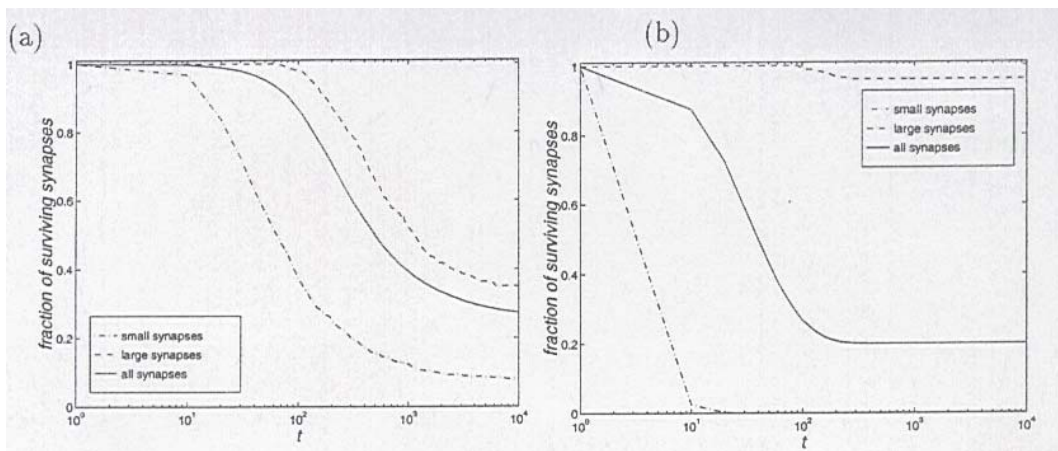 (a)
(b)
fraction of surviving synapses
1
0.8
0.6
0.4
0.2
0
small synapses
large synapses
all synapses
10⁰
10¹
10²
10³
10⁴
t
fraction of surviving synapses
1
0.8
0.6
0.4
0.2
0
small synapses
large synapses
all synapses
10⁰
10¹
10²
10³
10⁴
t